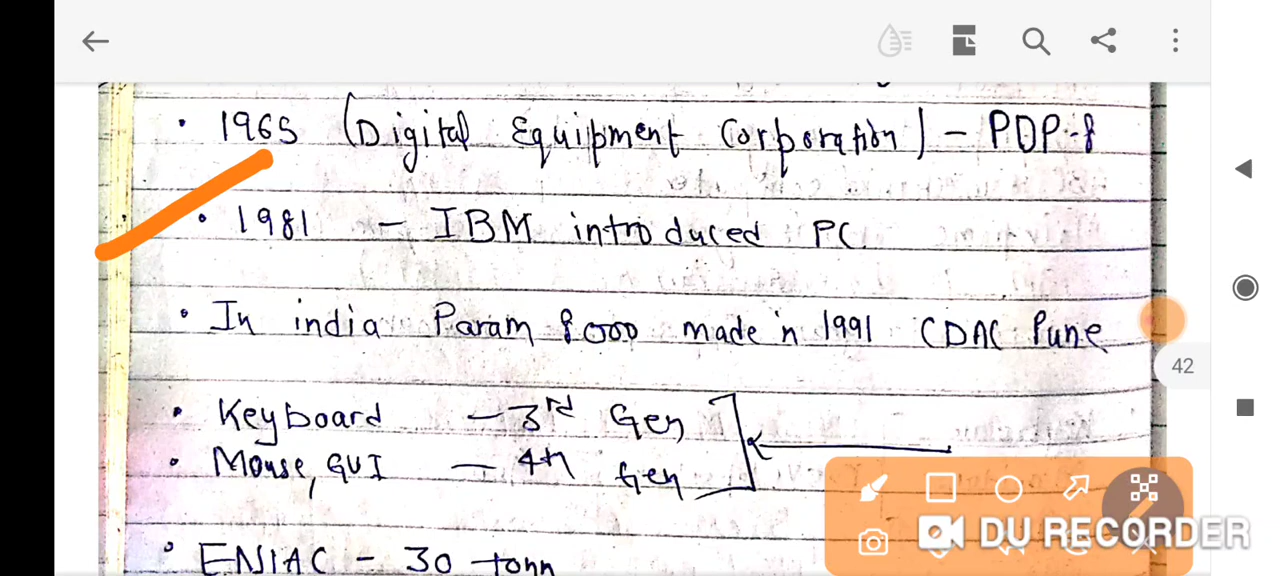 • 1965 (Digital Equipment Corporation) - PDP-8
• 1981 - IBM introduced PC
• In india Param 8000 made in 1991 CDAC Pune
42
• Keyboard - 3rd Gen
• Mouse, GUI - 4th Gen
DU RECORDER
• ENIAC - 30 tonn